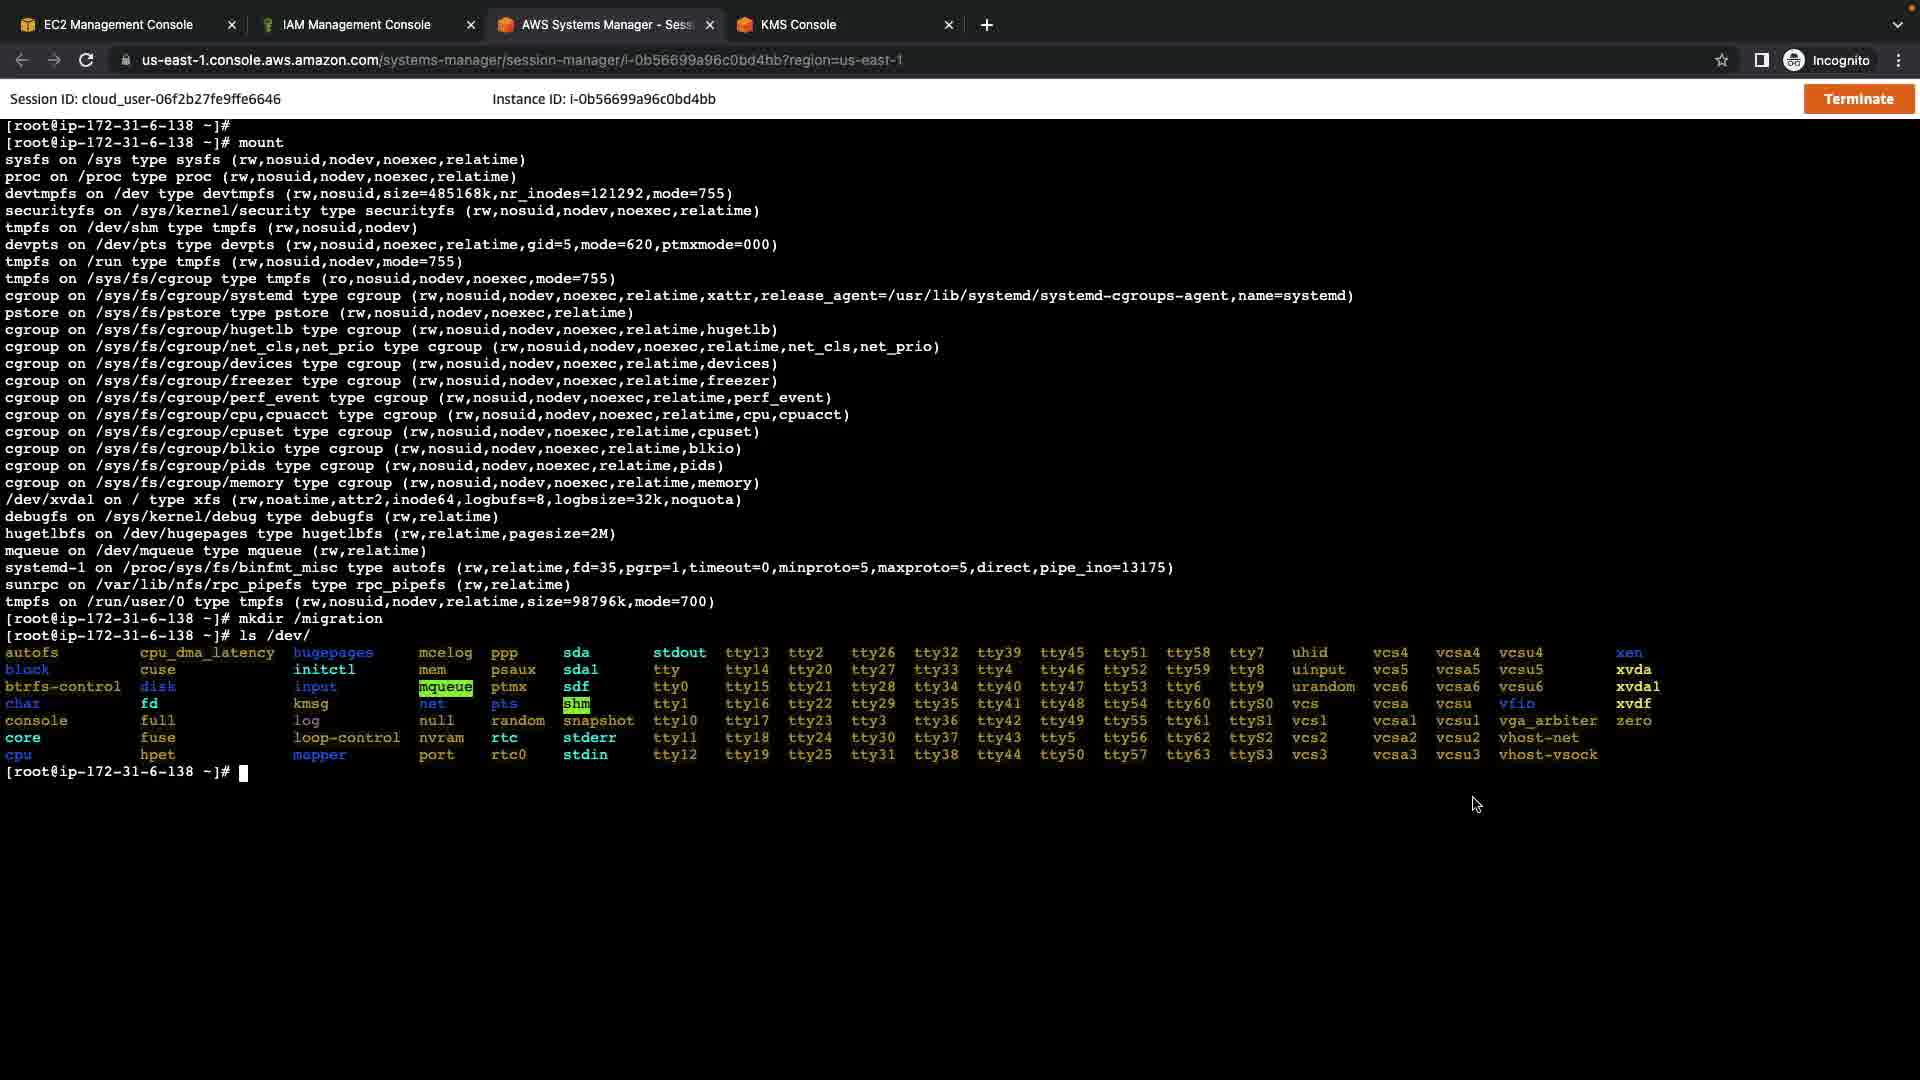 EC2 Management Console
IAM Management Console
AWS Systems Manager - Sess
KMS Console
us-east-1.console.aws.amazon.com/systems-manager/session-manager/i-0b56699a96c0bd4bb?region=us-east-1
Incognito
Session ID: cloud_user-06f2b27fe9ffe6646
Instance ID: i-0b56699a96c0bd4bb
Terminate
[root@ip-172-31-6-138 ~]#
[root@ip-172-31-6-138 ~]# mount
sysfs on /sys type sysfs (rw,nosuid,nodev,noexec,relatime)
proc on /proc type proc (rw,nosuid,nodev,noexec,relatime)
devtmpfs on /dev type devtmpfs (rw,nosuid,size=485168k,nr_inodes=121292,mode=755)
securityfs on /sys/kernel/security type securityfs (rw,nosuid,nodev,noexec,relatime)
tmpfs on /dev/shm type tmpfs (rw,nosuid,nodev)
devpts on /dev/pts type devpts (rw,nosuid,noexec,relatime,gid=5,mode=620,ptmxmode=000)
tmpfs on /run type tmpfs (rw,nosuid,nodev,mode=755)
tmpfs on /sys/fs/cgroup type tmpfs (ro,nosuid,nodev,noexec,mode=755)
cgroup on /sys/fs/cgroup/systemd type cgroup (rw,nosuid,nodev,noexec,relatime,xattr,release_agent=/usr/lib/systemd/systemd-cgroups-agent,name=systemd)
pstore on /sys/fs/pstore type pstore (rw,nosuid,nodev,noexec,relatime)
cgroup on /sys/fs/cgroup/hugetlb type cgroup (rw,nosuid,nodev,noexec,relatime,hugetlb)
cgroup on /sys/fs/cgroup/net_cls,net_prio type cgroup (rw,nosuid,nodev,noexec,relatime,net_cls,net_prio)
cgroup on /sys/fs/cgroup/devices type cgroup (rw,nosuid,nodev,noexec,relatime,devices)
cgroup on /sys/fs/cgroup/freezer type cgroup (rw,nosuid,nodev,noexec,relatime,freezer)
cgroup on /sys/fs/cgroup/perf_event type cgroup (rw,nosuid,nodev,noexec,relatime,perf_event)
cgroup on /sys/fs/cgroup/cpu,cpuacct type cgroup (rw,nosuid,nodev,noexec,relatime,cpu,cpuacct)
cgroup on /sys/fs/cgroup/cpuset type cgroup (rw,nosuid,nodev,noexec,relatime,cpuset)
cgroup on /sys/fs/cgroup/blkio type cgroup (rw,nosuid,nodev,noexec,relatime,blkio)
cgroup on /sys/fs/cgroup/pids type cgroup (rw,nosuid,nodev,noexec,relatime,pids)
cgroup on /sys/fs/cgroup/memory type cgroup (rw,nosuid,nodev,noexec,relatime,memory)
/dev/xvda1 on / type xfs (rw,noatime,attr2,inode64,logbufs=8,logbsize=32k,noquota)
debugfs on /sys/kernel/debug type debugfs (rw,relatime)
hugetlbfs on /dev/hugepages type hugetlbfs (rw,relatime,pagesize=2M)
mqueue on /dev/mqueue type mqueue (rw,relatime)
systemd-1 on /proc/sys/fs/binfmt_misc type autofs (rw,relatime,fd=35,pgrp=1,timeout=0,minproto=5,maxproto=5,direct,pipe_ino=13175)
sunrpc on /var/lib/nfs/rpc_pipefs type rpc_pipefs (rw,relatime)
tmpfs on /run/user/0 type tmpfs (rw,nosuid,nodev,relatime,size=98796k,mode=700)
[root@ip-172-31-6-138 ~]# mkdir /migration
[root@ip-172-31-6-138 ~]# ls /dev/
autofs cpu_dma_latency hugepages mcelog ppp sda stdout tty13 tty2 tty26 tty32 tty39 tty45 tty51 tty58 tty7 uhid vcs4 vcsa4 vcsu4 xen
block cuse initctl mem psaux sda1 tty tty14 tty20 tty27 tty33 tty4 tty46 tty52 tty59 tty8 uinput vcs5 vcsa5 vcsu5 xvda
btrfs-control disk input mqueue ptmx sdf tty0 tty15 tty21 tty28 tty34 tty40 tty47 tty53 tty6 tty9 urandom vcs6 vcsa6 vcsu6 xvda1
char fd kmsg net pts shm tty1 tty16 tty22 tty29 tty35 tty41 tty48 tty54 tty60 ttyS0 vcs vcsa vcsu vfio xvdf
console full log null random snapshot tty10 tty17 tty23 tty3 tty36 tty42 tty49 tty55 tty61 ttyS1 vcs1 vcsa1 vcsu1 vga_arbiter zero
core fuse loop-control nvram rtc stderr tty11 tty18 tty24 tty30 tty37 tty43 tty5 tty56 tty62 ttyS2 vcs2 vcsa2 vcsu2 vhost-net
cpu hpet mapper port rtc0 stdin tty12 tty19 tty25 tty31 tty38 tty44 tty50 tty57 tty63 ttyS3 vcs3 vcsa3 vcsu3 vhost-vsock
[root@ip-172-31-6-138 ~]#